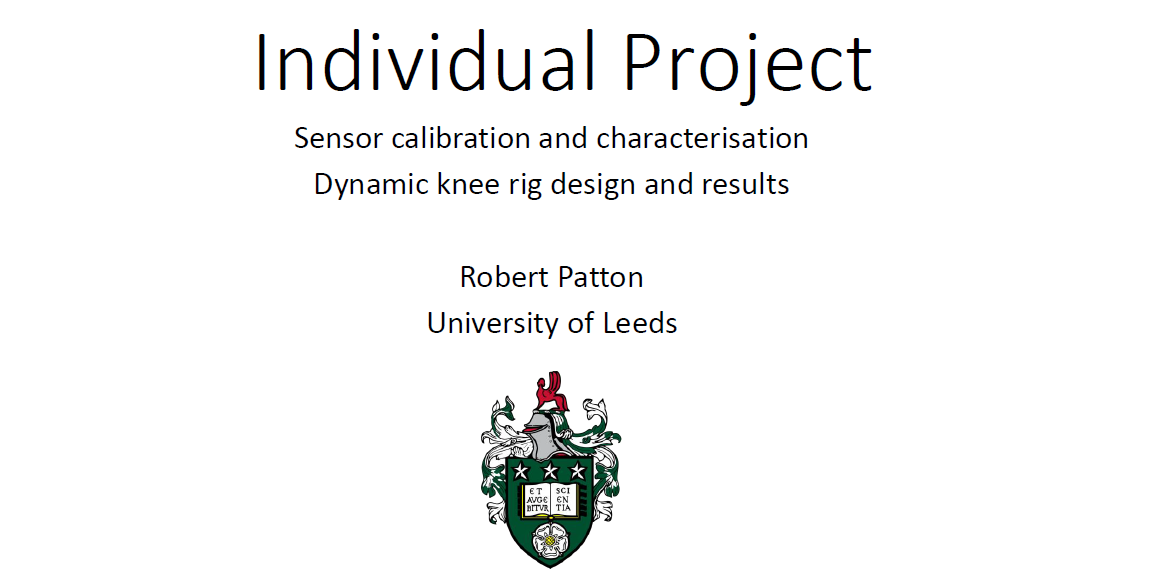 Individual Project
Sensor calibration and characterisation
Dynamic knee rig design and results
Robert Patton
University of Leeds
ET
AVGE
BITVR
SCI
EN
TIA